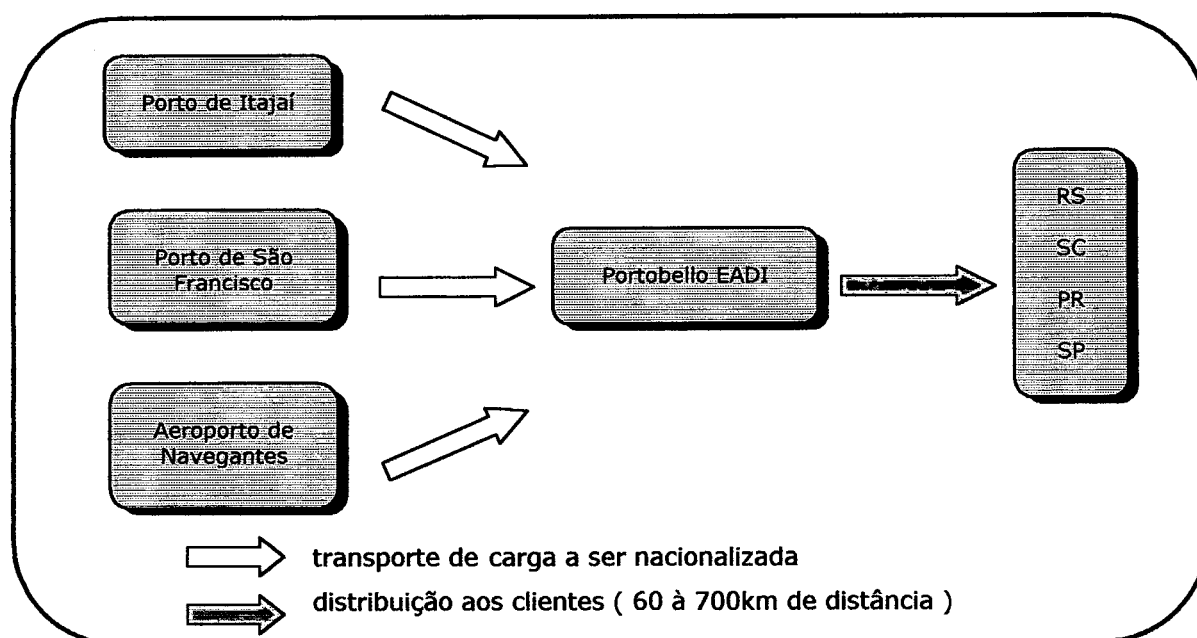 Porto de Itajaí
Porto de São
Francisco
Aeroporto de
Navegantes
Portobello EADI
RS
SC
PR
SP
transporte de carga a ser nacionalizada
distribuição aos clientes ( 60 à 700km de distância )